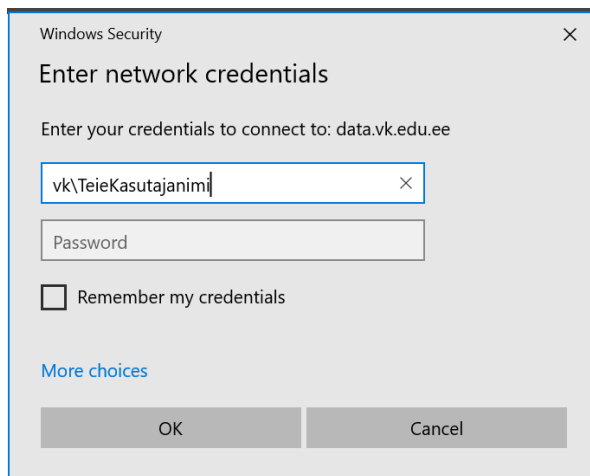 Windows Security
Enter network credentials
Enter your credentials to connect to: data.vk.edu.ee
vk\TeieKasutajanimi
Password
Remember my credentials
More choices
OK
Cancel